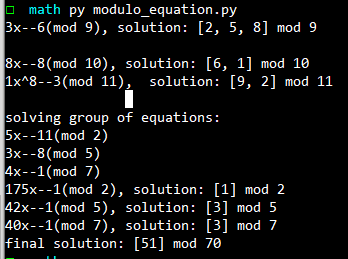 math py modulo_equation.py
3x--6(mod 9), solution: [2, 5, 8] mod 9
8x--8(mod 10), solution: [6, 1] mod 10
1x^8--3(mod 11),  solution: [9, 2] mod 11
solving group of equations:
5x--11(mod 2)
3x--8(mod 5)
4x--1(mod 7)
175x--1(mod 2), solution: [1] mod 2
42x--1(mod 5), solution: [3] mod 5
40x--1(mod 7), solution: [3] mod 7
final solution: [51] mod 70